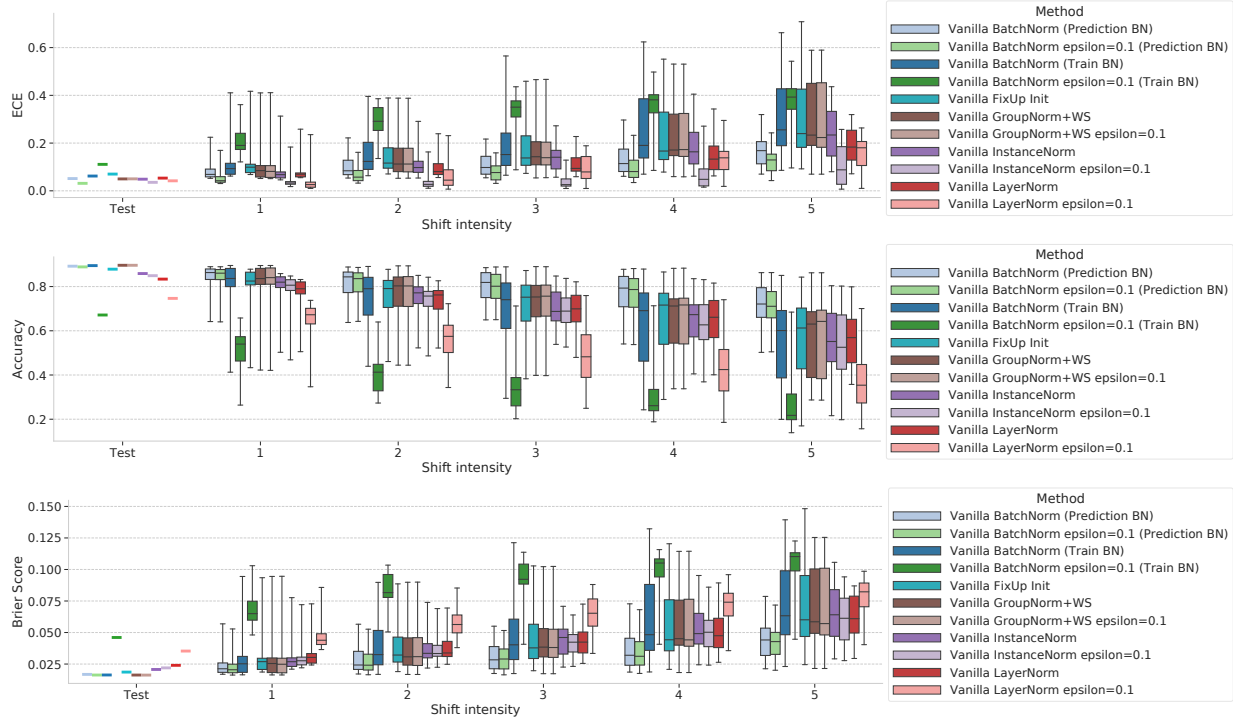 0.6
0.4
0.2
0.0
ECE
Test
1
2
3
4
5
Shift intensity
Method
Vanilla BatchNorm (Prediction BN)
Vanilla BatchNorm epsilon=0.1 (Prediction BN)
Vanilla BatchNorm (Train BN)
Vanilla BatchNorm epsilon=0.1 (Train BN)
Vanilla FixUp Init
Vanilla GroupNorm+WS
Vanilla GroupNorm+WS epsilon=0.1
Vanilla InstanceNorm
Vanilla InstanceNorm epsilon=0.1
Vanilla LayerNorm
Vanilla LayerNorm epsilon=0.1
0.8
0.6
0.4
0.2
Accuracy
Test
1
2
3
4
5
Shift intensity
Method
Vanilla BatchNorm (Prediction BN)
Vanilla BatchNorm epsilon=0.1 (Prediction BN)
Vanilla BatchNorm (Train BN)
Vanilla BatchNorm epsilon=0.1 (Train BN)
Vanilla FixUp Init
Vanilla GroupNorm+WS
Vanilla GroupNorm+WS epsilon=0.1
Vanilla InstanceNorm
Vanilla InstanceNorm epsilon=0.1
Vanilla LayerNorm
Vanilla LayerNorm epsilon=0.1
0.150
0.125
0.100
0.075
0.050
0.025
Brier Score
Test
1
2
3
4
5
Shift intensity
Method
Vanilla BatchNorm (Prediction BN)
Vanilla BatchNorm epsilon=0.1 (Prediction BN)
Vanilla BatchNorm (Train BN)
Vanilla BatchNorm epsilon=0.1 (Train BN)
Vanilla FixUp Init
Vanilla GroupNorm+WS
Vanilla GroupNorm+WS epsilon=0.1
Vanilla InstanceNorm
Vanilla InstanceNorm epsilon=0.1
Vanilla LayerNorm
Vanilla LayerNorm epsilon=0.1